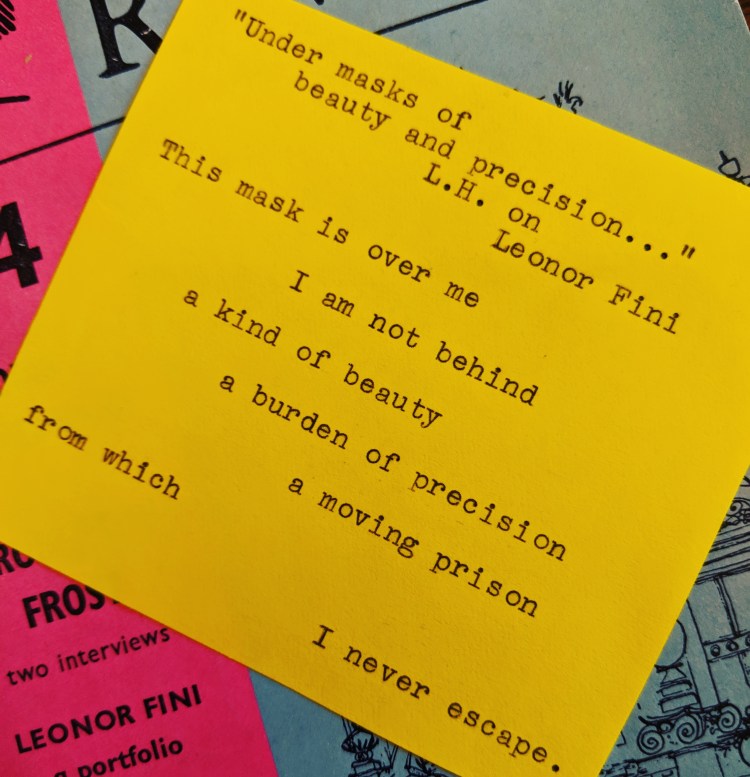 "Under masks of
beauty and precision..."
L.H. on
Leonor Fini
This mask is over me
I am not behind
a kind of beauty
a burden of precision
from which
a moving prison
I never escape.
4
two interviews
LEONOR FINI
portfolio